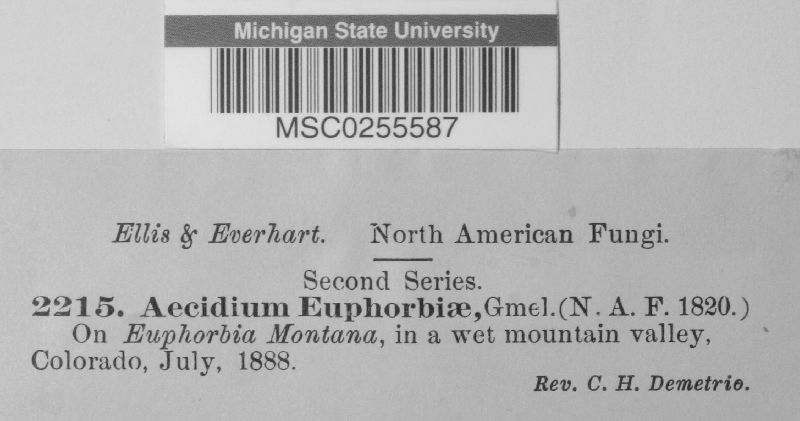 Michigan State University
MSC0255587
Ellis & Everhart. North American Fungi.
Second Series.
2215. Aecidium Euphorbiæ, Gmel. (N. A. F. 1820.)
On Euphorbia Montana, in a wet mountain valley,
Colorado, July, 1888.
Rev. C. H. Demetrio.